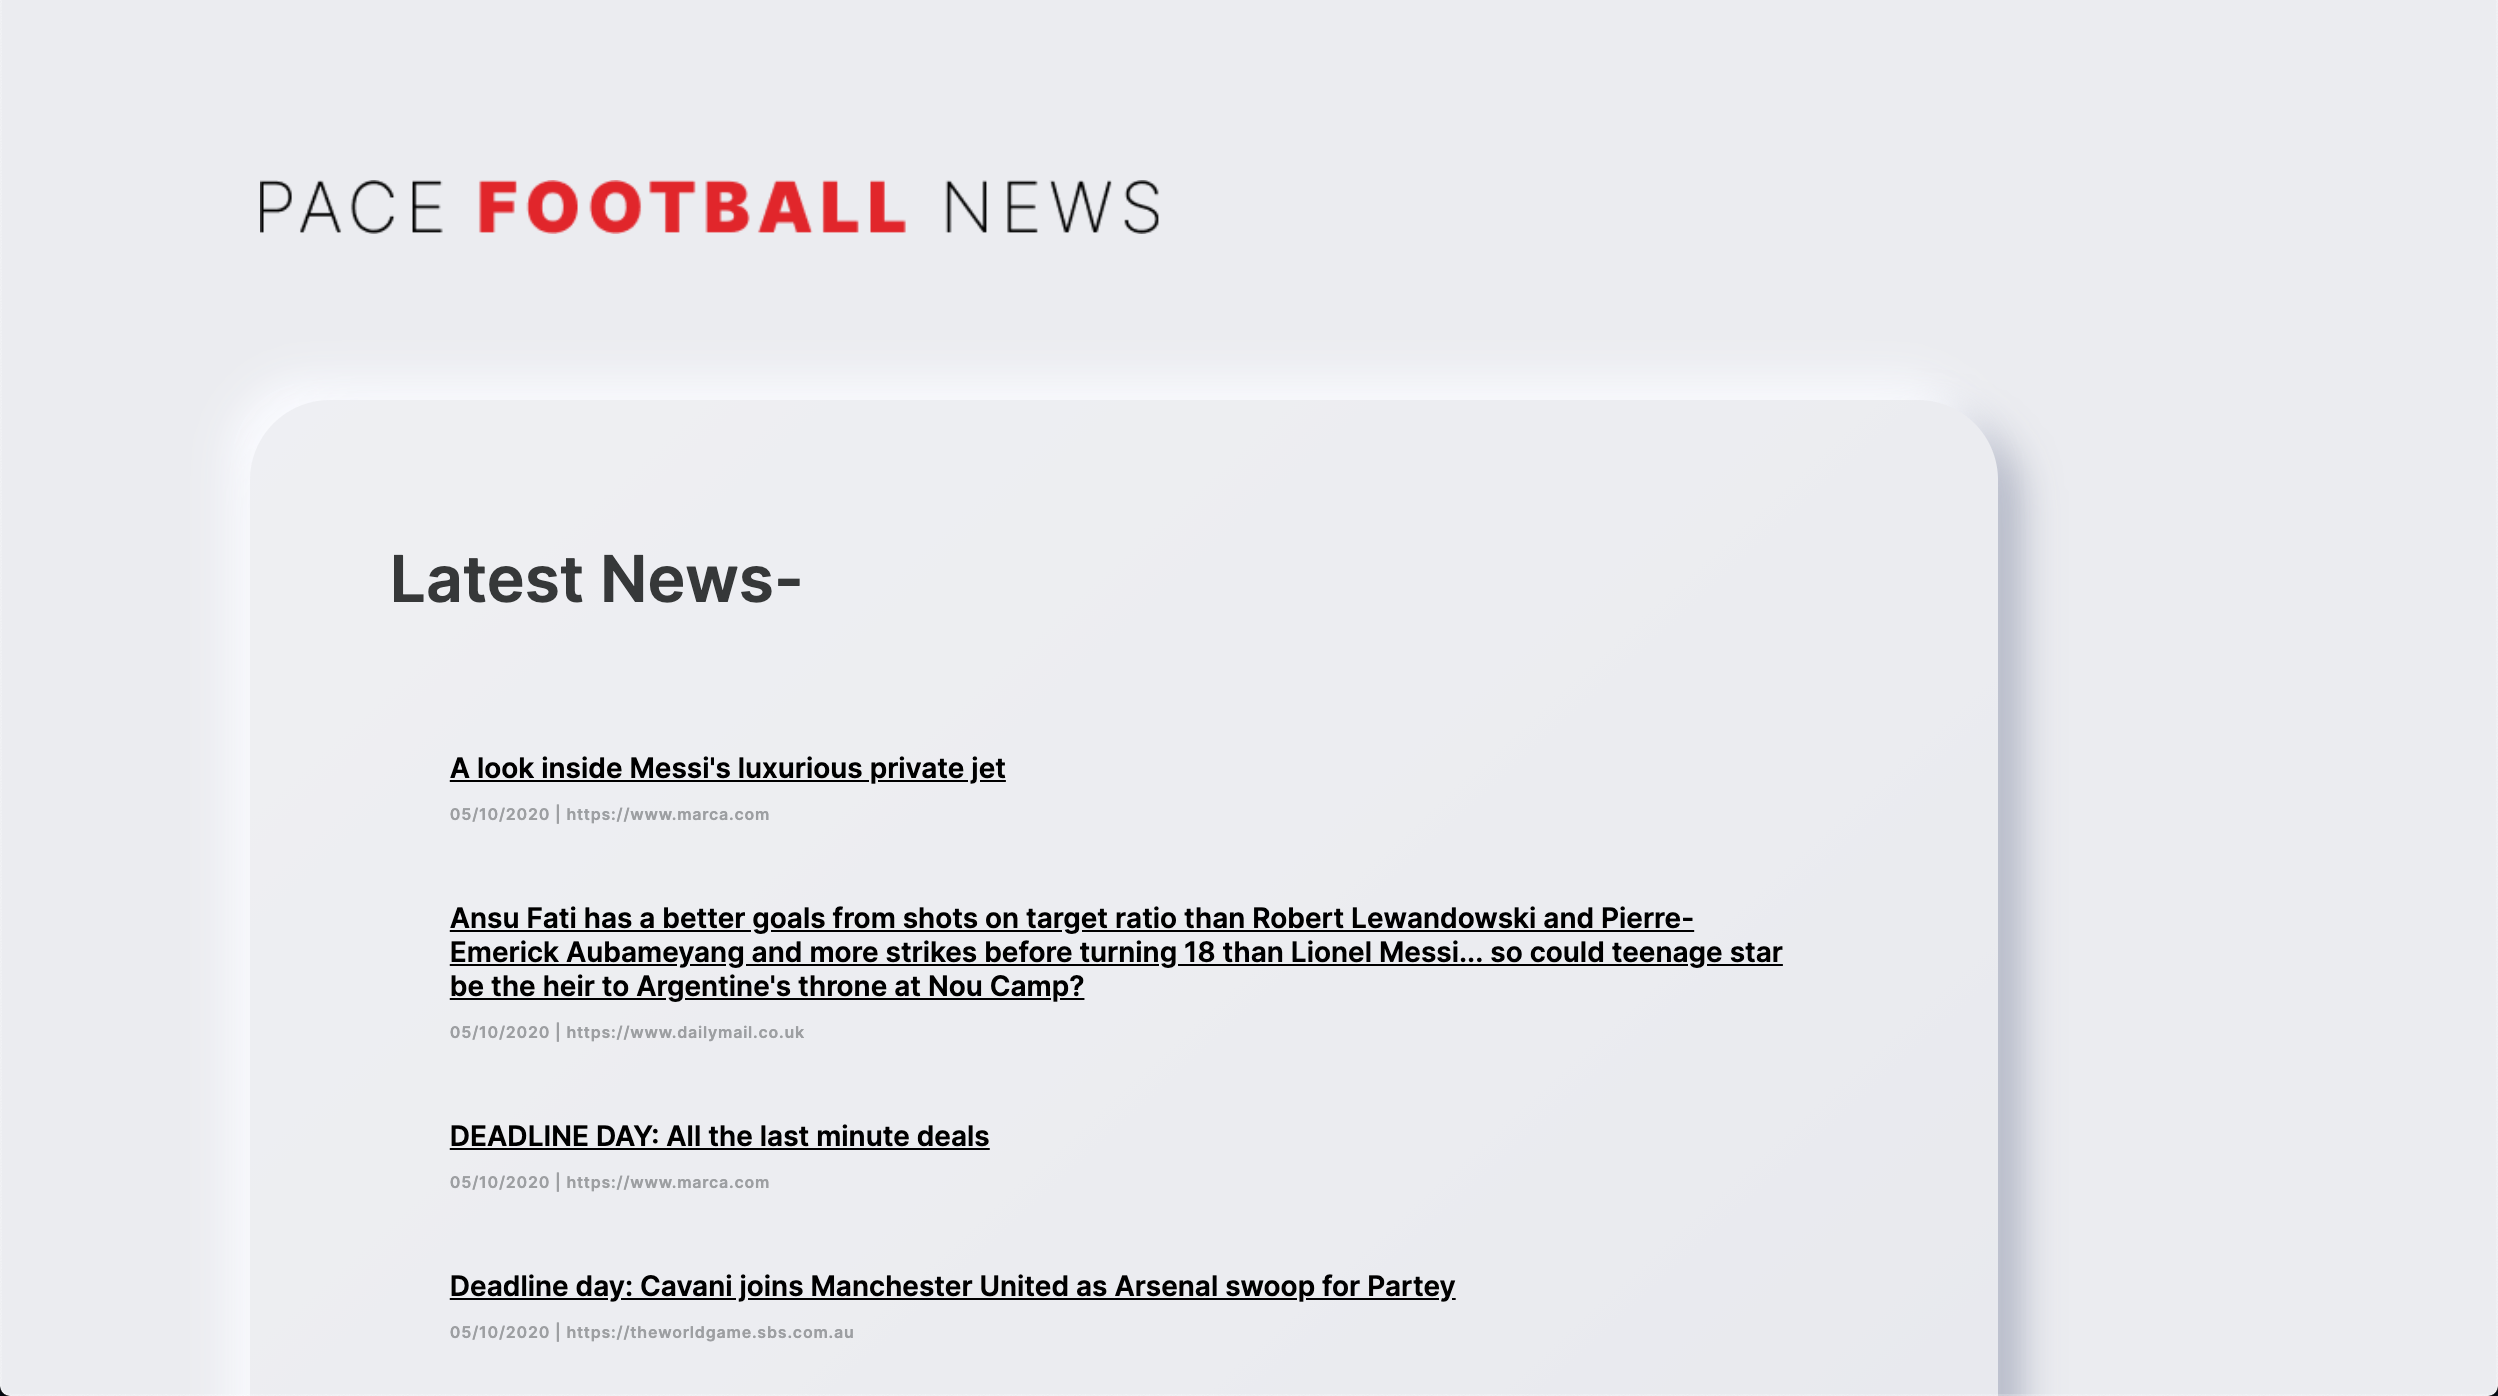 PACE FOOTBALL NEWS
Latest News-
A look inside Messi's luxurious private jet
05/10/2020 | https://www.marca.com
Ansu Fati has a better goals from shots on target ratio than Robert Lewandowski and Pierre-
Emerick Aubameyang and more strikes before turning 18 than Lionel Messi... so could teenage star
be the heir to Argentine's throne at Nou Camp?
05/10/2020 | https://www.dailymail.co.uk
DEADLINE DAY: All the last minute deals
05/10/2020 | https://www.marca.com
Deadline day: Cavani joins Manchester United as Arsenal swoop for Partey
05/10/2020 | https://theworldgame.sbs.com.au